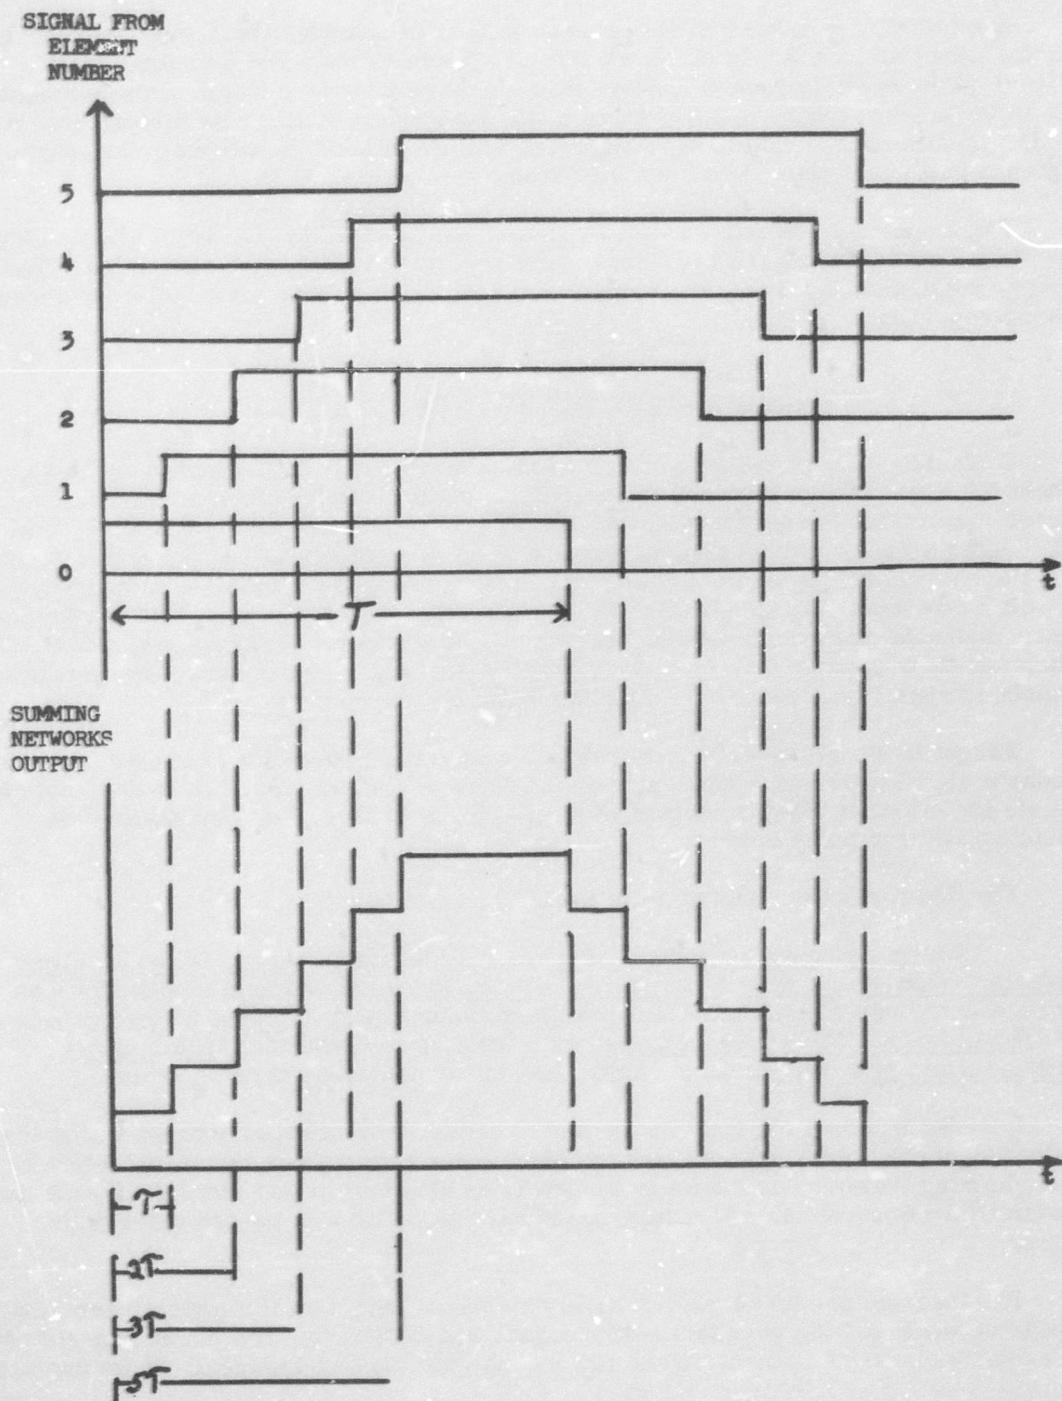 SIGNAL FROM
ELEMENT
NUMBER
5
4
3
2
1
0
t
T
SUMMING
NETWORKS
OUTPUT
t
τ
2τ
3τ
5τ